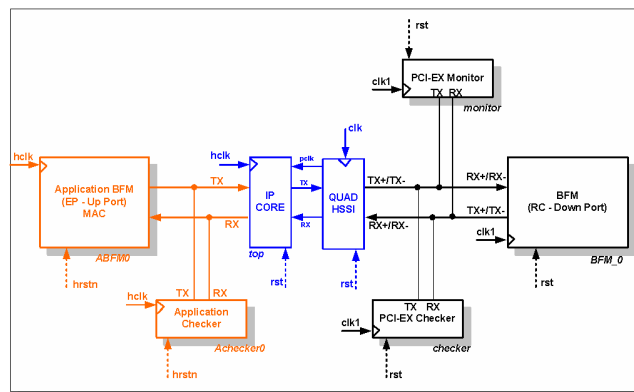 rst
PCI-EX Monitor
clk1
TX RX
monitor
clk
hclk
hclk
pclk
Application BFM
(EP - Up Port)
MAC
TX
IP
CORE
TX
QUAD
HSSI
TX+/TX-
RX+/RX-
BFM
(RC - Down Port)
RX
RX
RX+/RX-
TX+/TX-
clk1
ABFM0
top
BFM_0
hrstn
rst
rst
rst
hclk
TX
RX
TX RX
Application
Checker
clk1
PCI-EX Checker
Achecker0
checker
hrstn
rst